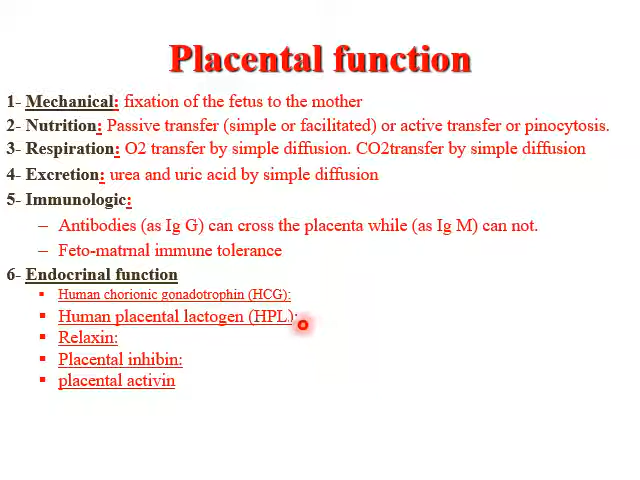 Placental function
1- Mechanical: fixation of the fetus to the mother
2- Nutrition: Passive transfer (simple or facilitated) or active transfer or pinocytosis.
3- Respiration: O2 transfer by simple diffusion. CO2transfer by simple diffusion
4- Excretion: urea and uric acid by simple diffusion
5- Immunologic:
– Antibodies (as Ig G) can cross the placenta while (as Ig M) can not.
– Feto-matrnal immune tolerance
6- Endocrinal function
▪ Human chorionic gonadotrophin (HCG):
▪ Human placental lactogen (HPL):
▪ Relaxin:
▪ Placental inhibin:
▪ placental activin